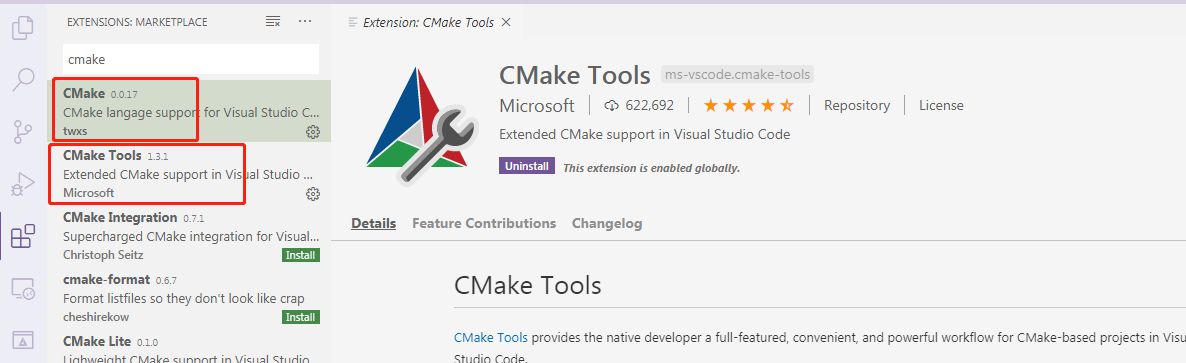 EXTENSIONS: MARKETPLACE
cmake
CMake 0.0.17
CMake langage support for Visual Studio C...
twxs
CMake Tools 1.3.1
Extended CMake support in Visual Studio ...
Microsoft
CMake Integration 0.7.1
Supercharged CMake integration for Visual...
Christoph Seitz Install
cmake-format 0.6.7
Format listfiles so they don't look like crap
cheshirekow Install
CMake Lite 0.1.0
Lighweight CMake support in Visual Studio
Extension: CMake Tools
CMake Tools ms-vscode.cmake-tools
Microsoft 622,692 Repository License
Extended CMake support in Visual Studio Code
Uninstall This extension is enabled globally.
Details Feature Contributions Changelog
CMake Tools
CMake Tools provides the native developer a full-featured, convenient, and powerful workflow for CMake-based projects in Visual
Studio Code.